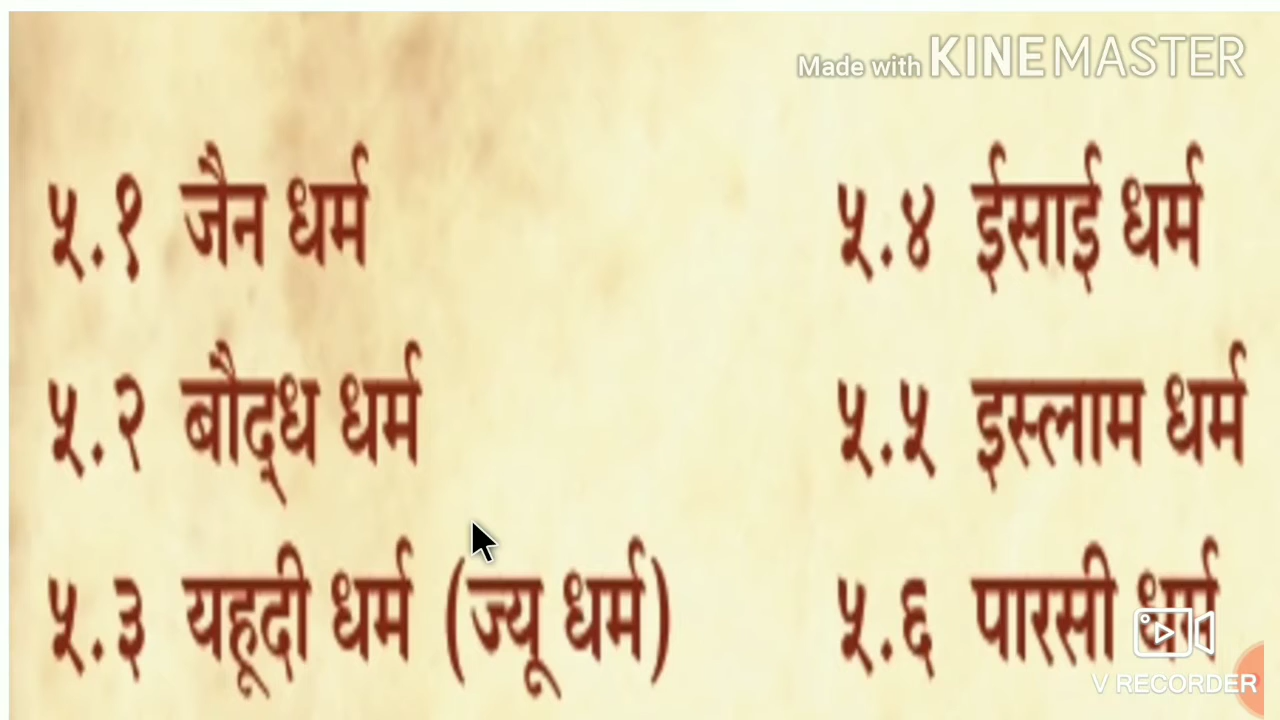 Made with KINEMASTER
५.१ जैन धर्म
५.२ बौद्ध धर्म
५.३ यहूदी धर्म (ज्यू धर्म)
५.४ ईसाई धर्म
५.५ इस्लाम धर्म
५.६ पारसी धर्म
V RECORDER